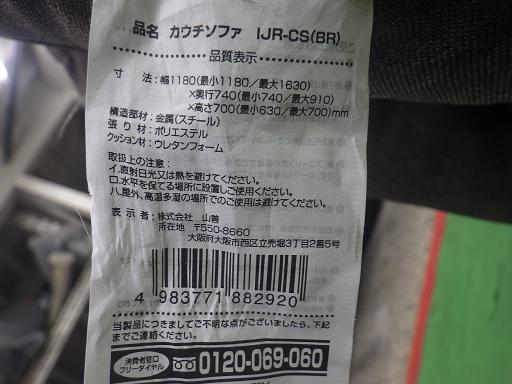 品名 カウチソファ IJR-CS(BR)
品質表示
寸 法:幅1180(最小1180/最大1630)
×奥行740(最小740/最大910)
×高さ700(最小630/最大700)mm
構造部材:金属(スチール)
張り材:ポリエステル
クッション材:ウレタンフォーム
取扱上の注意:
イ.直射日光又は熱を避けてください。
ロ.水平を保てる場所に設置しご使用ください。
ハ.屋外、高温多湿の場所でのご使用は避けてください。
表示者:株式会社 山善
所在地 〒550-8660
大阪府大阪市西区立売堀3丁目2番5号
4 983771 882920
当製品につきましてご不明な点がございましたら、下記
までご連絡ください。
消費者窓口
フリーダイヤル 0120-069-060